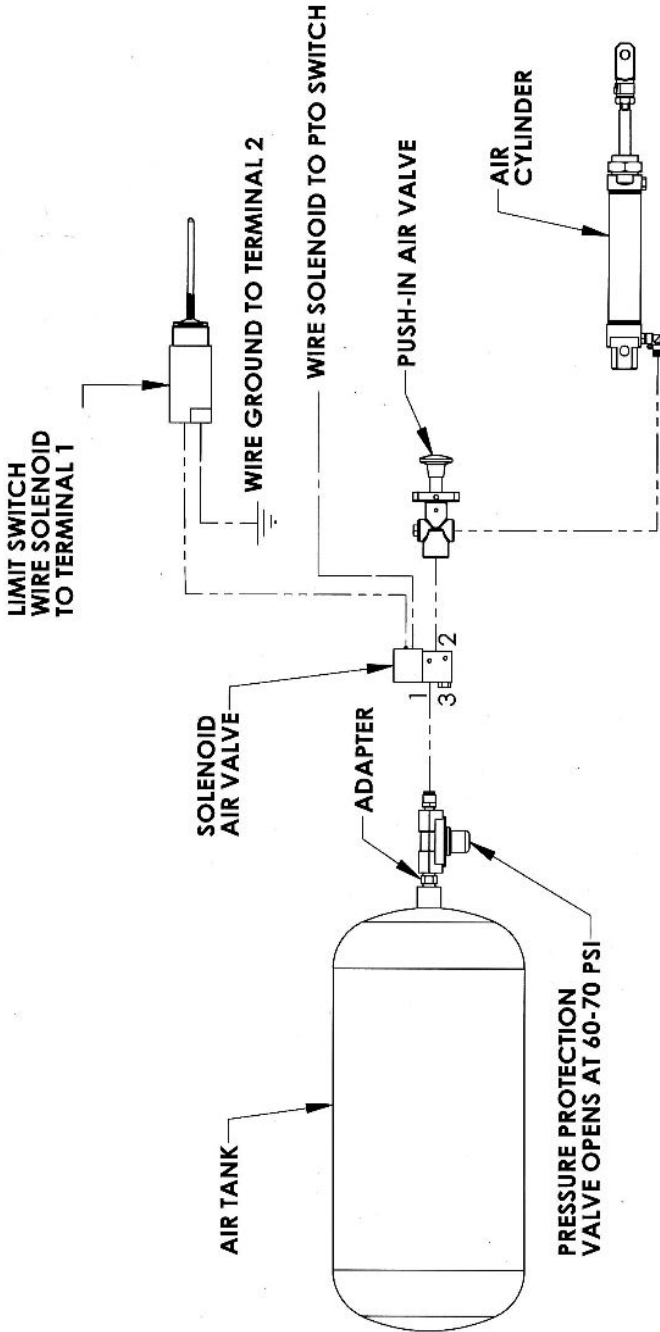 LIMIT SWITCH
WIRE SOLENOID
TO TERMINAL 1
WIRE GROUND TO TERMINAL 2
WIRE SOLENOID TO PTO SWITCH
SOLENOID
AIR VALVE
PUSH-IN AIR VALVE
AIR
CYLINDER
1
2
3
ADAPTER
AIR TANK
PRESSURE PROTECTION
VALVE OPENS AT 60-70 PSI